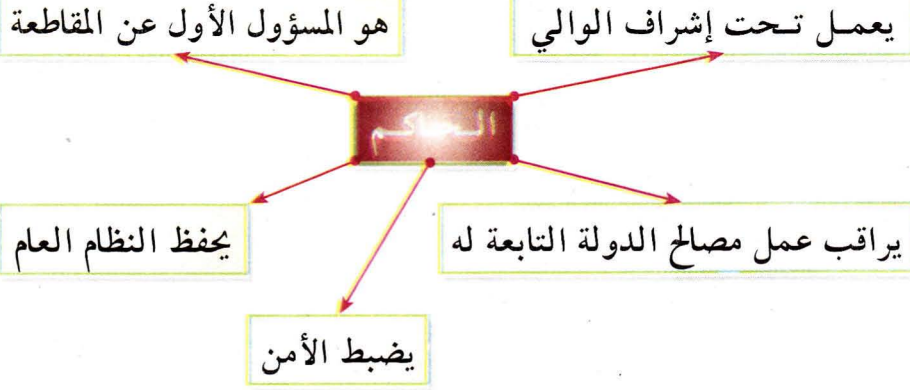 يعمل تحت إشراف الوالي
هو المسؤول الأول عن المقاطعة
الحاكم
يراقب عمل مصالح الدولة التابعة له
يحفظ النظام العام
يضبط الأمن